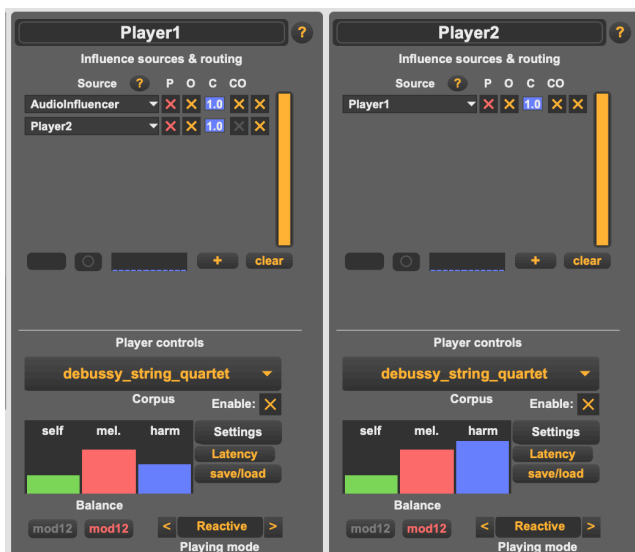 Player1
?
Influence sources & routing
Source ? P O C CO
AudioInfluencer 1.0
Player2 1.0
+ clear
Player controls
debussy_string_quartet
Corpus Enable:
self mel. harm Settings
Latency
save/load
Balance
mod12 mod12 < Reactive >
Playing mode
Player2
?
Influence sources & routing
Source ? P O C CO
Player1 1.0
+ clear
Player controls
debussy_string_quartet
Corpus Enable:
self mel. harm Settings
Latency
save/load
Balance
mod12 mod12 < Reactive >
Playing mode